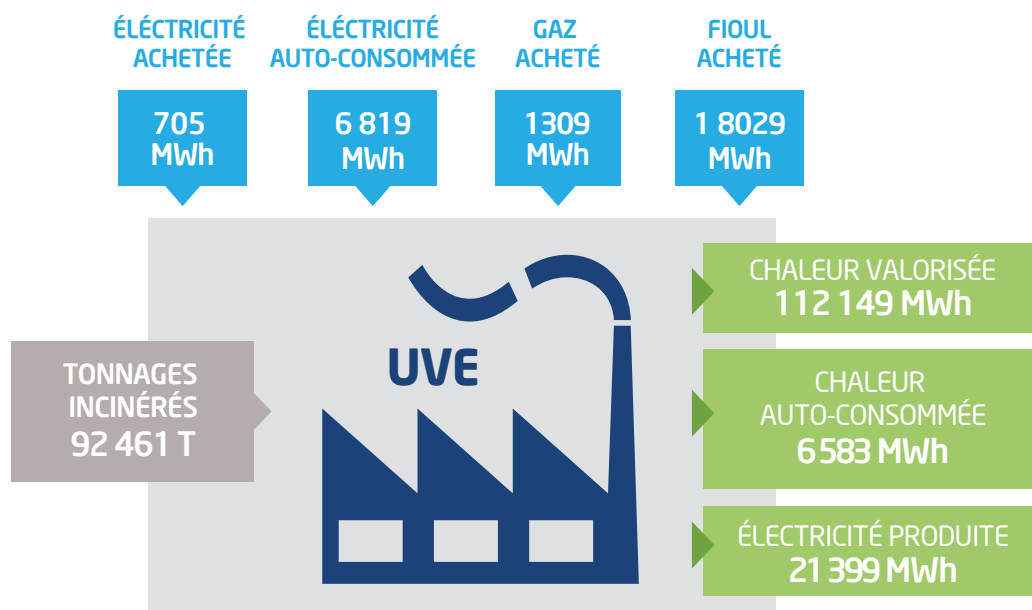 ÉLÉCTRICITÉ
ACHETÉE
705
MWh
ÉLÉCTRICITÉ
AUTO-CONSOMMÉE
6 819
MWh
GAZ
ACHETÉ
1309
MWh
FIOUL
ACHETÉ
1 8029
MWh
TONNAGES
INCINÉRÉS
92 461 T
UVE
CHALEUR VALORISÉE
112 149 MWh
CHALEUR
AUTO-CONSOMMÉE
6 583 MWh
ÉLECTRICITÉ PRODUITE
21 399 MWh